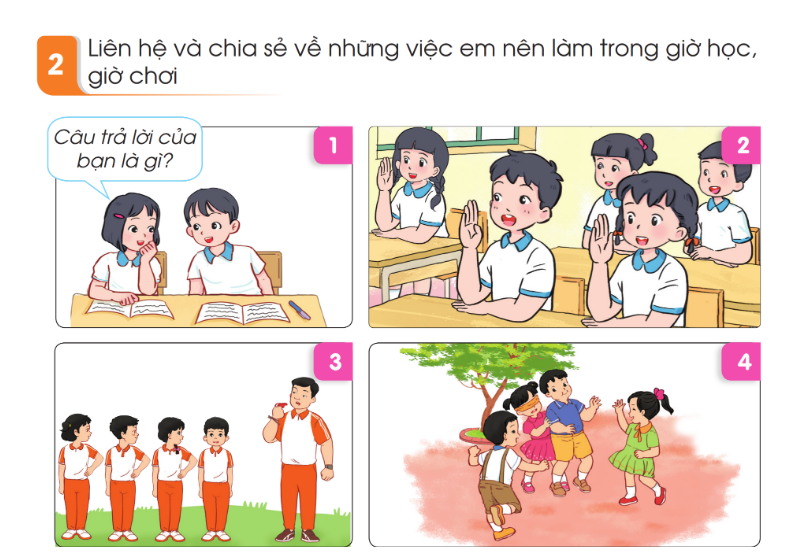 2
Liên hệ và chia sẻ về những việc em nên làm trong giờ học,
giờ chơi
Câu trả lời của
bạn là gì?
1
2
3
4